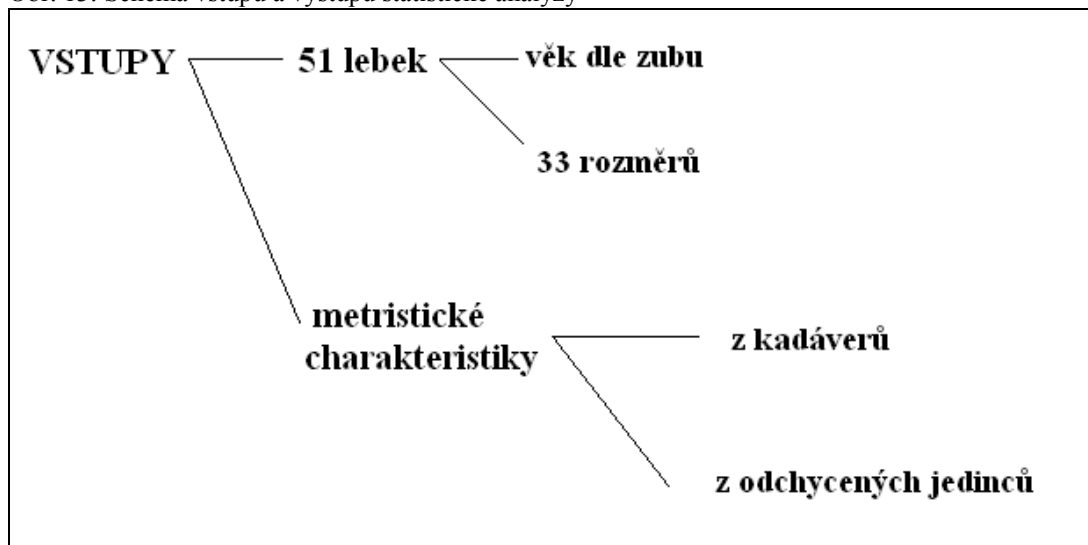 VSTUPY
51 lebek
věk dle zubu
33 rozměrů
metristické
charakteristiky
z kadáverů
z odchycených jedinců